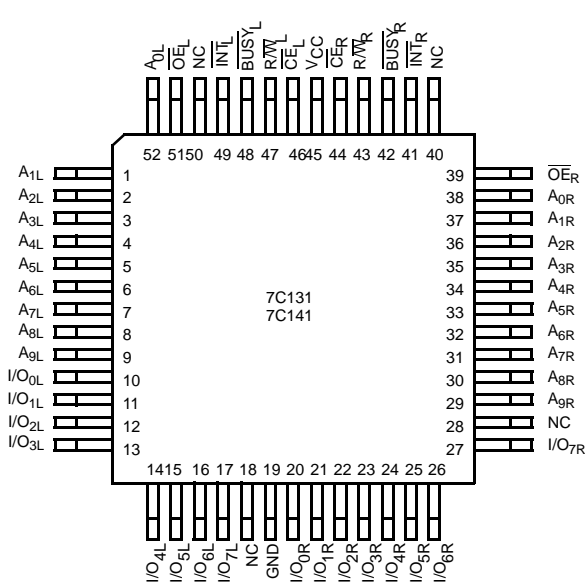 A0L
OEL
NC
INTL
BUSYL
R/WL
CEL
VCC
CER
R/WR
BUSYR
INTR
NC
52 51 50 49 48 47 46 45 44 43 42 41 40
A1L 1
A2L 2
A3L 3
A4L 4
A5L 5
A6L 6
A7L 7
A8L 8
A9L 9
I/O0L 10
I/O1L 11
I/O2L 12
I/O3L 13
7C131
7C141
39 OER
38 A0R
37 A1R
36 A2R
35 A3R
34 A4R
33 A5R
32 A6R
31 A7R
30 A8R
29 A9R
28 NC
27 I/O7R
14 15 16 17 18 19 20 21 22 23 24 25 26
I/O4L
I/O5L
I/O6L
I/O7L
NC
GND
I/O0R
I/O1R
I/O2R
I/O3R
I/O4R
I/O5R
I/O6R